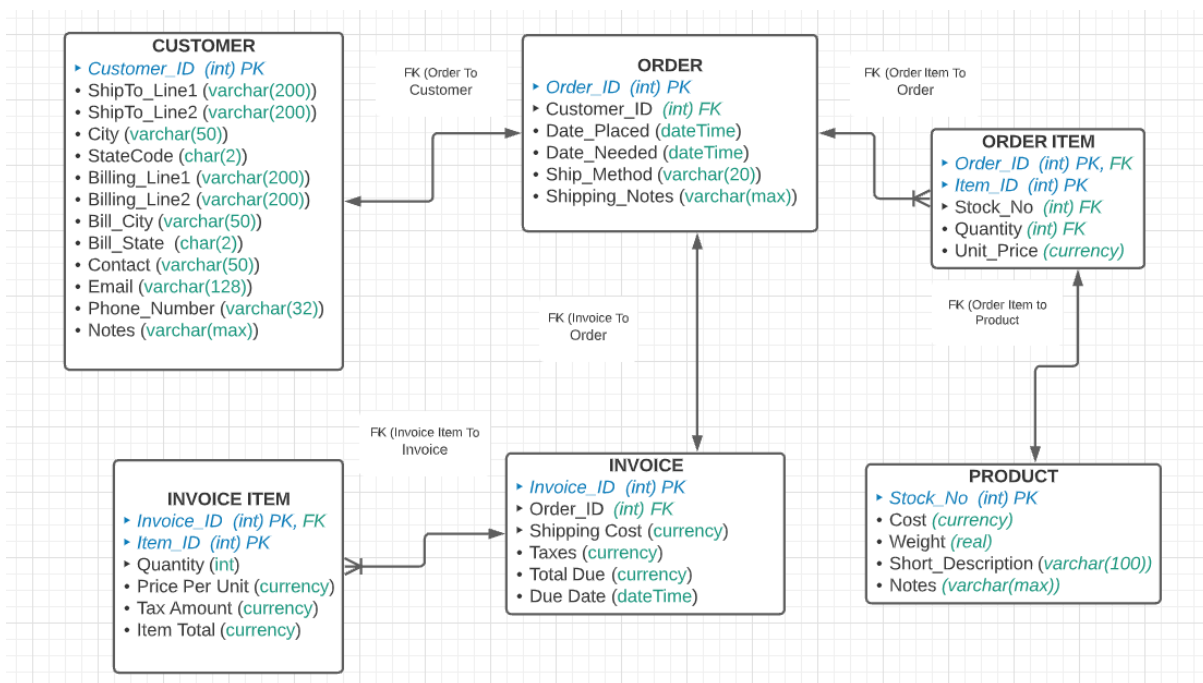 CUSTOMER
Customer_ID (int) PK
ShipTo_Line1 (varchar(200))
ShipTo_Line2 (varchar(200))
City (varchar(50))
StateCode (char(2))
Billing_Line1 (varchar(200))
Billing_Line2 (varchar(200))
Bill_City (varchar(50))
Bill_State (char(2))
Contact (varchar(50))
Email (varchar(128))
Phone_Number (varchar(32))
Notes (varchar(max))
FK (Order To
Customer
ORDER
Order_ID (int) PK
Customer_ID (int) FK
Date_Placed (dateTime)
Date_Needed (dateTime)
Ship_Method (varchar(20))
Shipping_Notes (varchar(max))
FK (Order Item To
Order
ORDER ITEM
Order_ID (int) PK, FK
Item_ID (int) PK
Stock_No (int) FK
Quantity (int) FK
Unit_Price (currency)
FK (Invoice To
Order
FK (Order Item to
Product
FK (Invoice Item To
Invoice
INVOICE ITEM
Invoice_ID (int) PK, FK
Item_ID (int) PK
Quantity (int)
Price Per Unit (currency)
Tax Amount (currency)
Item Total (currency)
INVOICE
Invoice_ID (int) PK
Order_ID (int) FK
Shipping Cost (currency)
Taxes (currency)
Total Due (currency)
Due Date (dateTime)
PRODUCT
Stock_No (int) PK
Cost (currency)
Weight (real)
Short_Description (varchar(100))
Notes (varchar(max))